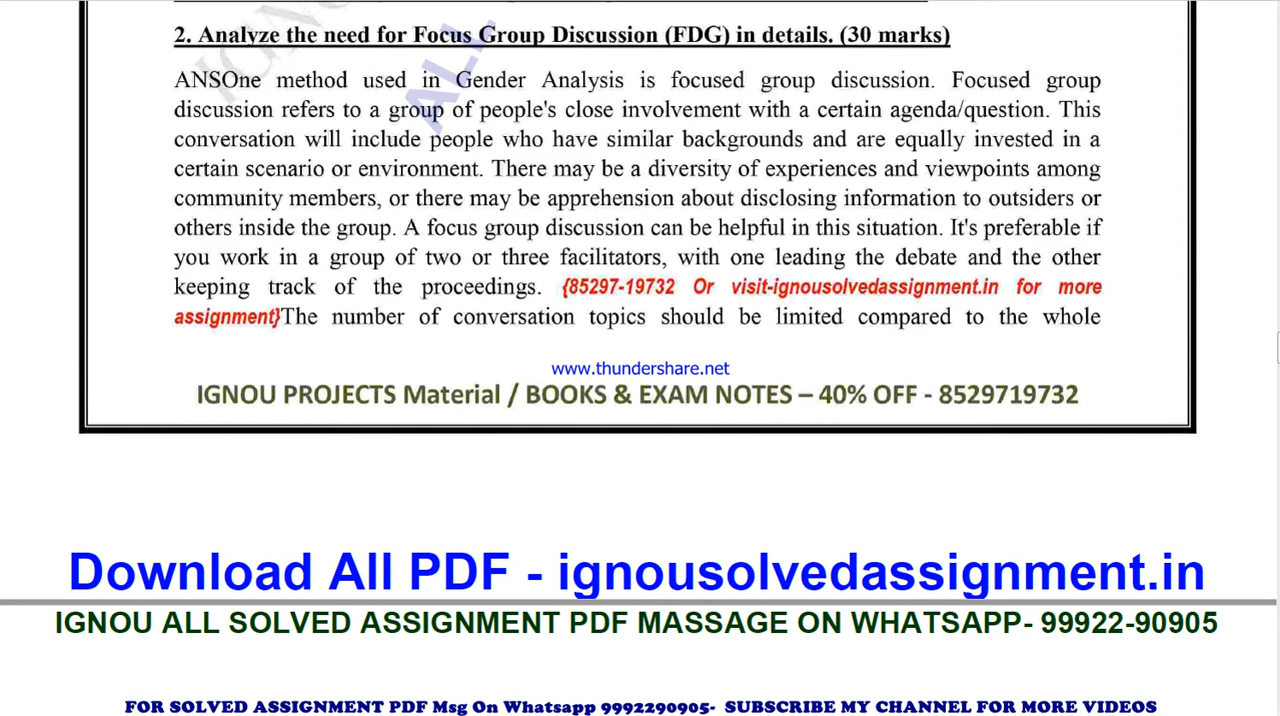 2. Analyze the need for Focus Group Discussion (FDG) in details. (30 marks)
ANSOne method used in Gender Analysis is focused group discussion. Focused group
discussion refers to a group of people's close involvement with a certain agenda/question. This
conversation will include people who have similar backgrounds and are equally invested in a
certain scenario or environment. There may be a diversity of experiences and viewpoints among
community members, or there may be apprehension about disclosing information to outsiders or
others inside the group. A focus group discussion can be helpful in this situation. It's preferable if
you work in a group of two or three facilitators, with one leading the debate and the other
keeping track of the proceedings. {85297-19732 Or visit-ignousolvedassignment.in for more
assignment}The number of conversation topics should be limited compared to the whole
www.thundershare.net
IGNOU PROJECTS Material / BOOKS & EXAM NOTES – 40% OFF - 8529719732
Download All PDF - ignousolvedassignment.in
IGNOU ALL SOLVED ASSIGNMENT PDF MASSAGE ON WHATSAPP- 99922-90905
FOR SOLVED ASSIGNMENT PDF Msg On Whatsapp 9992290905- SUBSCRIBE MY CHANNEL FOR MORE VIDEOS